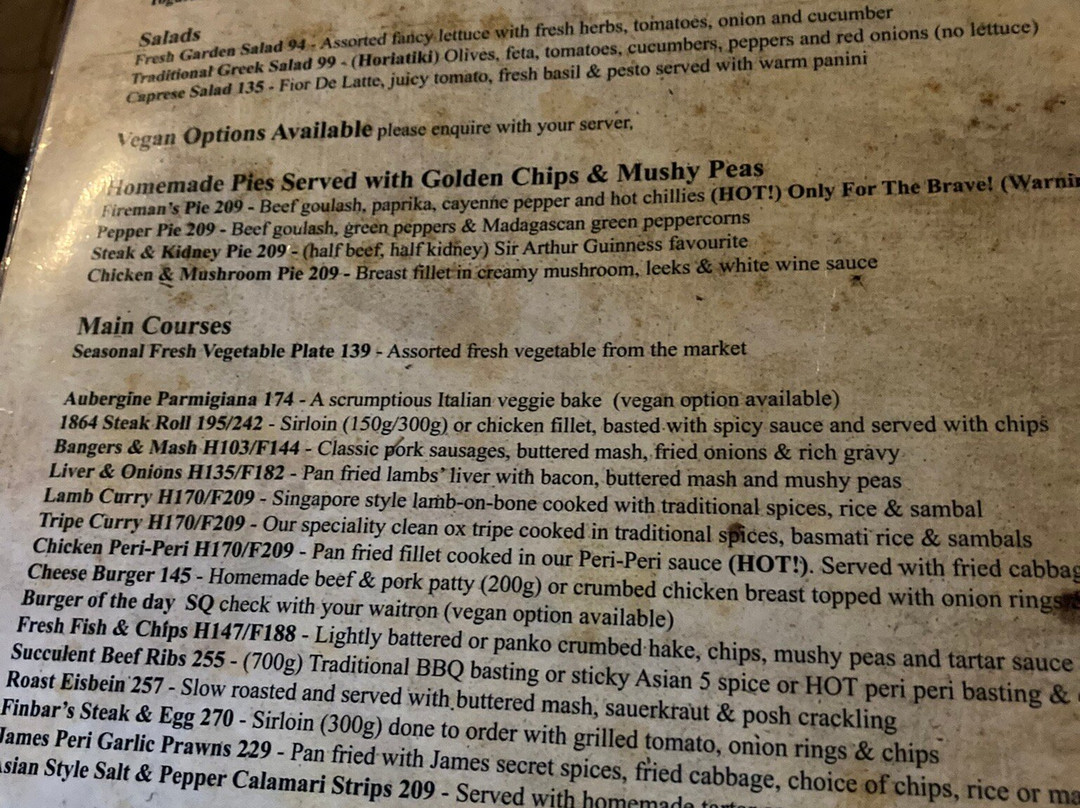 Salads
Fresh Garden Salad 94 - Assorted fancy lettuce with fresh herbs, tomatoes, onion and cucumber
Traditional Greek Salad 99 - (Horiatiki) Olives, feta, tomatoes, cucumbers, peppers and red onions (no lettuce)
Caprese Salad 135 - Fior De Latte, juicy tomato, fresh basil & pesto served with warm panini
Vegan Options Available please enquire with your server.
Homemade Pies Served with Golden Chips & Mushy Peas
Fireman's Pie 209 - Beef goulash, paprika, cayenne pepper and hot chillies (HOT!) Only For The Brave! (Warnin
Pepper Pie 209 - Beef goulash, green peppers & Madagascan green peppercorns
Steak & Kidney Pie 209 - (half beef, half kidney) Sir Arthur Guinness favourite
Chicken & Mushroom Pie 209 - Breast fillet in creamy mushroom, leeks & white wine sauce
Main Courses
Seasonal Fresh Vegetable Plate 139 - Assorted fresh vegetable from the market
Aubergine Parmigiana 174 - A scrumptious Italian veggie bake (vegan option available)
1864 Steak Roll 195/242 - Sirloin (150g/300g) or chicken fillet, basted with spicy sauce and served with chips
Bangers & Mash H103/F144 - Classic pork sausages, buttered mash, fried onions & rich gravy
Liver & Onions H135/F182 - Pan fried lambs' liver with bacon, buttered mash and mushy peas
Lamb Curry H170/F209 - Singapore style lamb-on-bone cooked with traditional spices, rice & sambal
Tripe Curry H170/F209 - Our speciality clean ox tripe cooked in traditional spices, basmati rice & sambals
Chicken Peri-Peri H170/F209 - Pan fried fillet cooked in our Peri-Peri sauce (HOT!). Served with fried cabbag
Cheese Burger 145 - Homemade beef & pork patty (200g) or crumbed chicken breast topped with onion rings
Burger of the day SQ check with your waitron (vegan option available)
Fresh Fish & Chips H147/F188 - Lightly battered or panko crumbed hake, chips, mushy peas and tartar sauce
Succulent Beef Ribs 255 - (700g) Traditional BBQ basting or sticky Asian 5 spice or HOT peri peri basting &
Roast Eisbein 257 - Slow roasted and served with buttered mash, sauerkraut & posh crackling
Finbar's Steak & Egg 270 - Sirloin (300g) done to order with grilled tomato, onion rings & chips
James Peri Garlic Prawns 229 - Pan fried with James secret spices, fried cabbage, choice of chips, rice or ma
Asian Style Salt & Pepper Calamari Strips 209 - Served with homemade